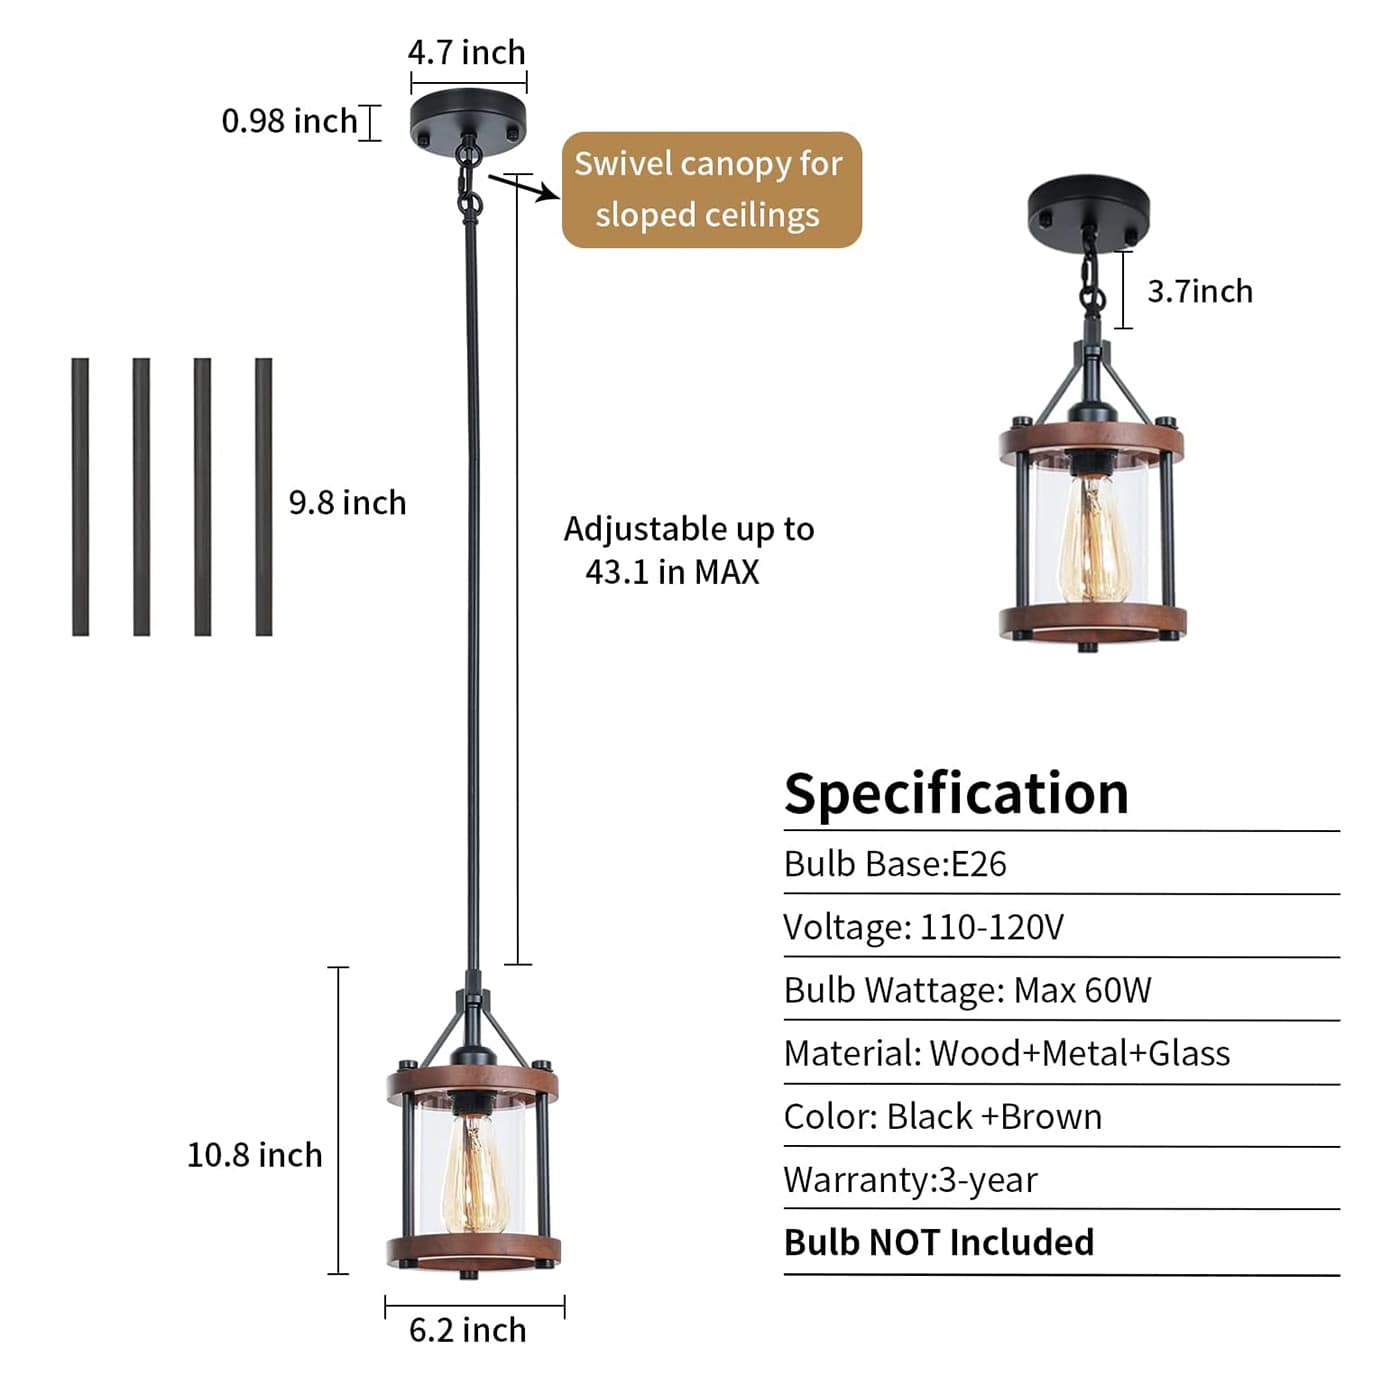 4.7 inch
0.98 inch
Swivel canopy for
sloped ceilings
3.7inch
9.8 inch
Adjustable up to
43.1 in MAX
10.8 inch
6.2 inch
Specification
Bulb Base:E26
Voltage: 110-120V
Bulb Wattage: Max 60W
Material: Wood+Metal+Glass
Color: Black +Brown
Warranty:3-year
Bulb NOT Included